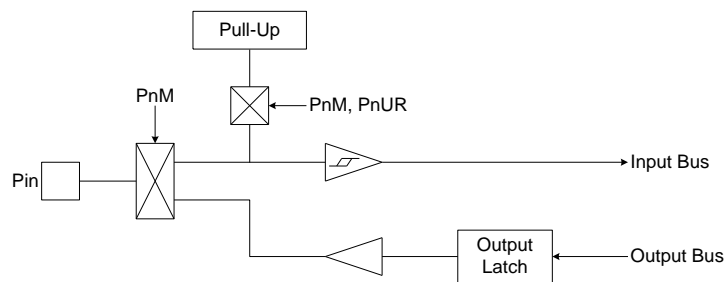 Pull-Up
PnM
PnM, PnUR
Pin
Input Bus
Output
Latch
Output Bus